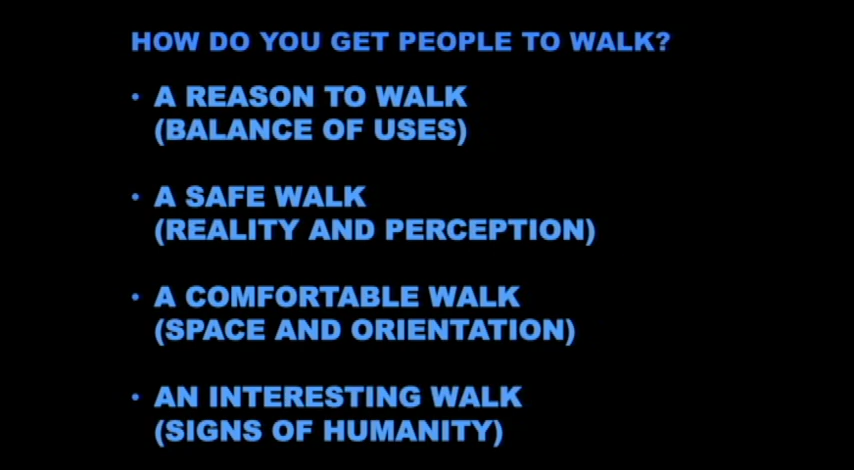 HOW DO YOU GET PEOPLE TO WALK?
• A REASON TO WALK
(BALANCE OF USES)
• A SAFE WALK
(REALITY AND PERCEPTION)
• A COMFORTABLE WALK
(SPACE AND ORIENTATION)
• AN INTERESTING WALK
(SIGNS OF HUMANITY)